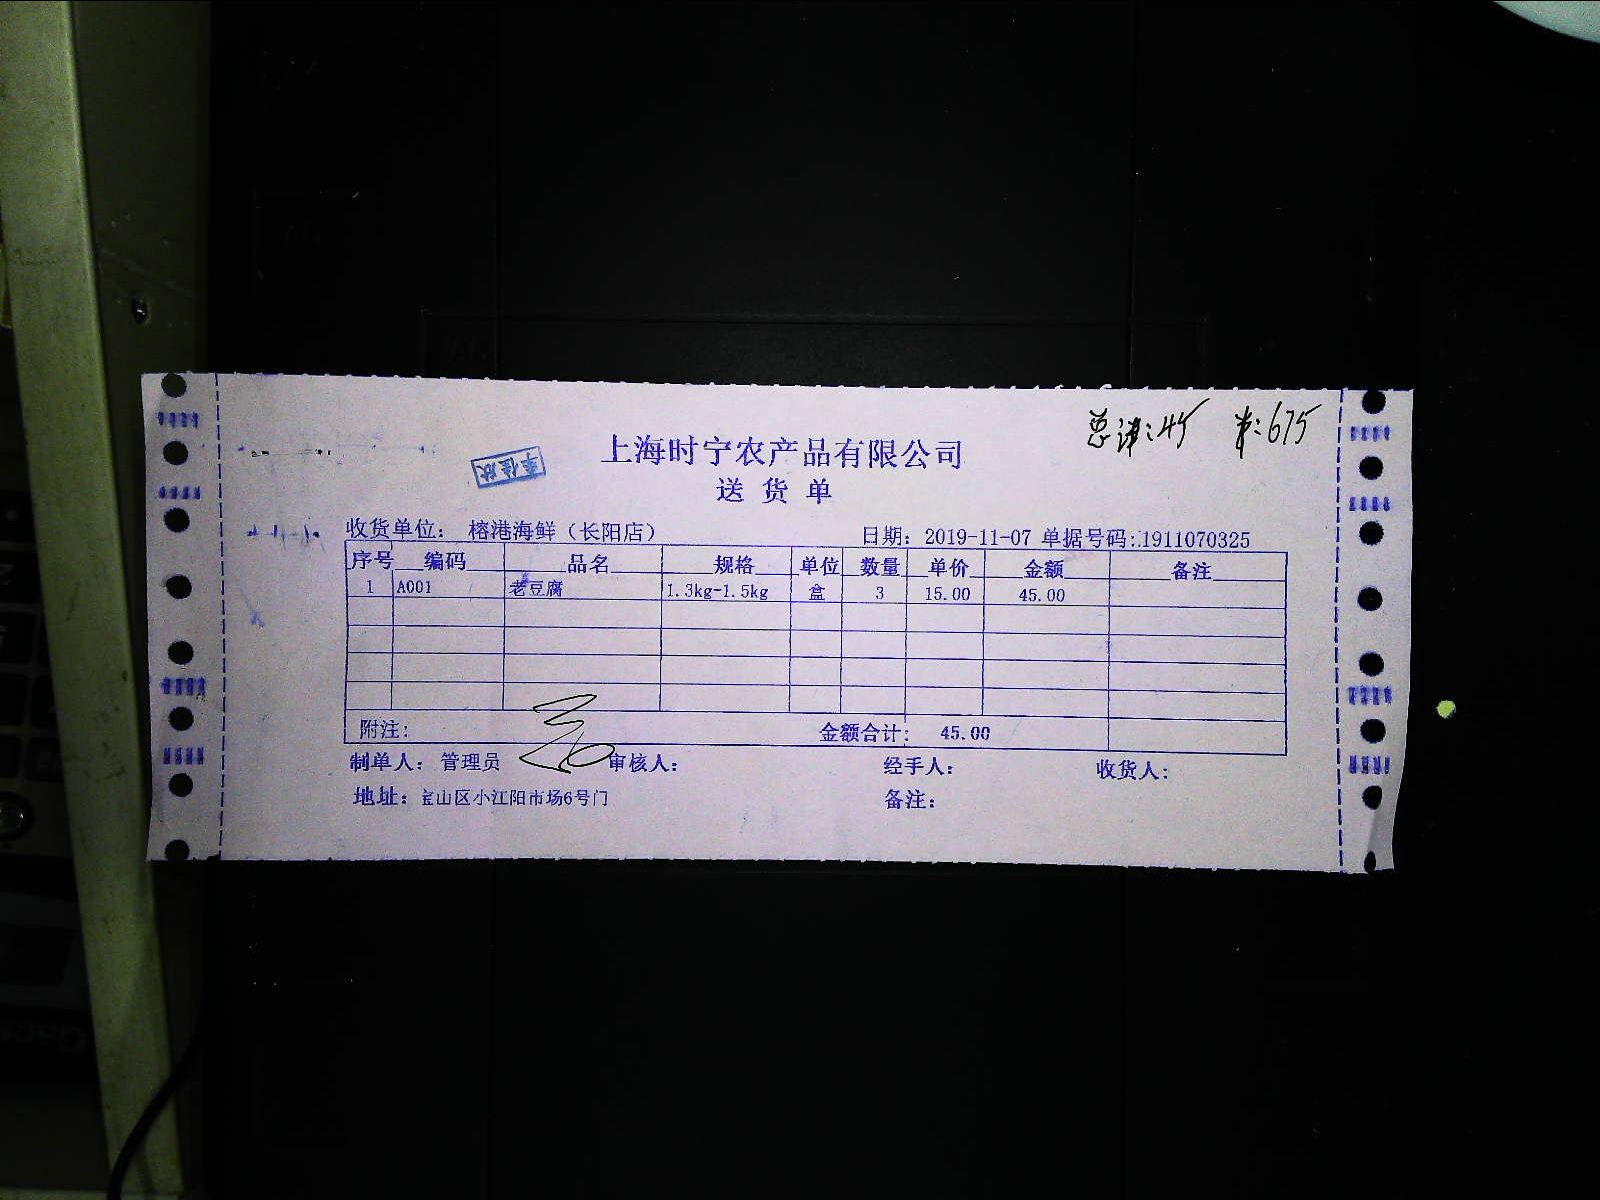 总计:45
上海时宁农产品有限公司
送货单
收货单位: 榕港海鲜(长阳店) 日期: 2019-11-07 单据号码:.1911070325
序号 编码 品名 规格 单位 数量 单价 金额 备注
1 A001 老豆腐 1.3kg-1.5kg 盒 3 15.00 45.00
附注: 金额合计: 45.00
制单人: 管理员 审核人: 经手人: 收货人:
地址: 宝山区小江阳市场6号门 备注: